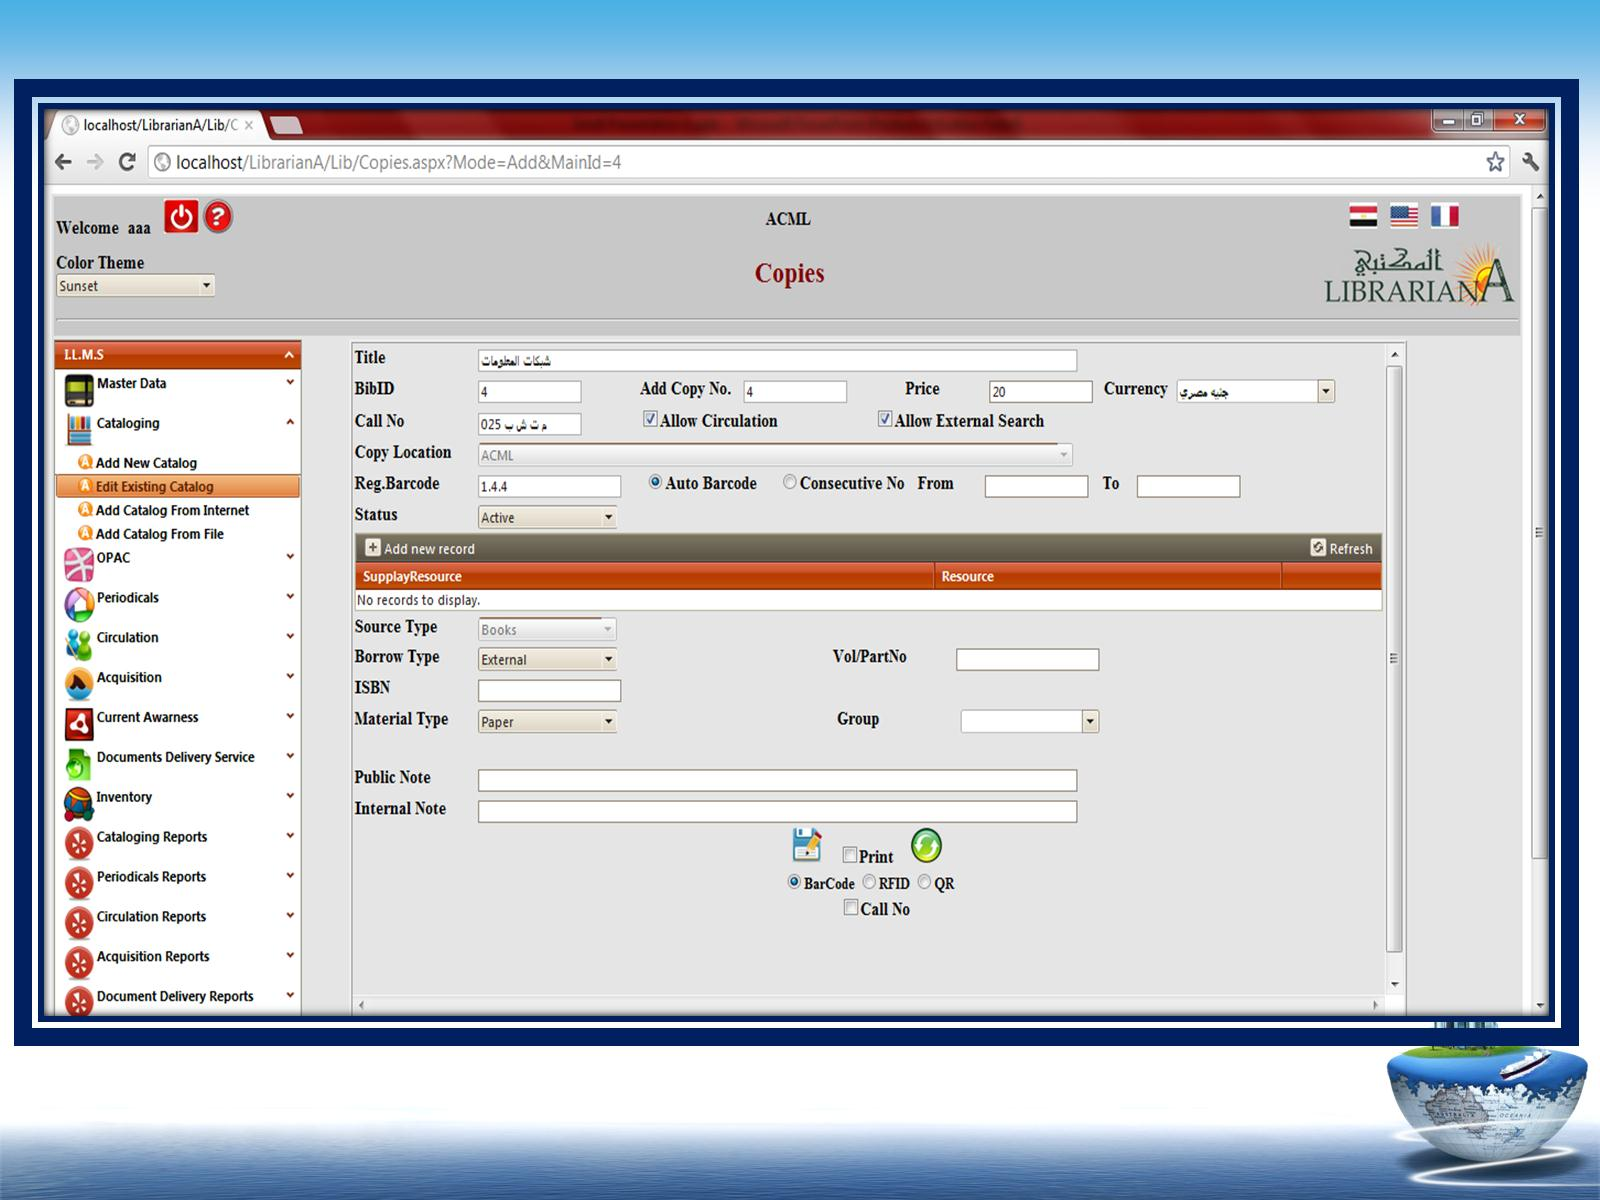 localhost/LibrarianA/Lib/C
localhost/LibrarianA/Lib/Copies.aspx?Mode=Add&MainId=4
Welcome aaa
ACML
Color Theme
Sunset
Copies
المكتبي
LIBRARIANA
I.L.M.S
Master Data
Cataloging
Add New Catalog
Edit Existing Catalog
Add Catalog From Internet
Add Catalog From File
OPAC
Periodicals
Circulation
Acquisition
Current Awarness
Documents Delivery Service
Inventory
Cataloging Reports
Periodicals Reports
Circulation Reports
Acquisition Reports
Document Delivery Reports
Title شبكات المعلومات
BibID 4 Add Copy No. 4 Price 20 Currency جنيه مصري
Call No 025 م ت ش ب Allow Circulation Allow External Search
Copy Location ACML
Reg.Barcode 1.4.4 Auto Barcode Consecutive No From To
Status Active
Add new record Refresh
SupplayResource Resource
No records to display.
Source Type Books
Borrow Type External Vol/PartNo
ISBN
Material Type Paper Group
Public Note
Internal Note
Print
BarCode RFID QR
Call No
AUSTRALIA
OCEANIA